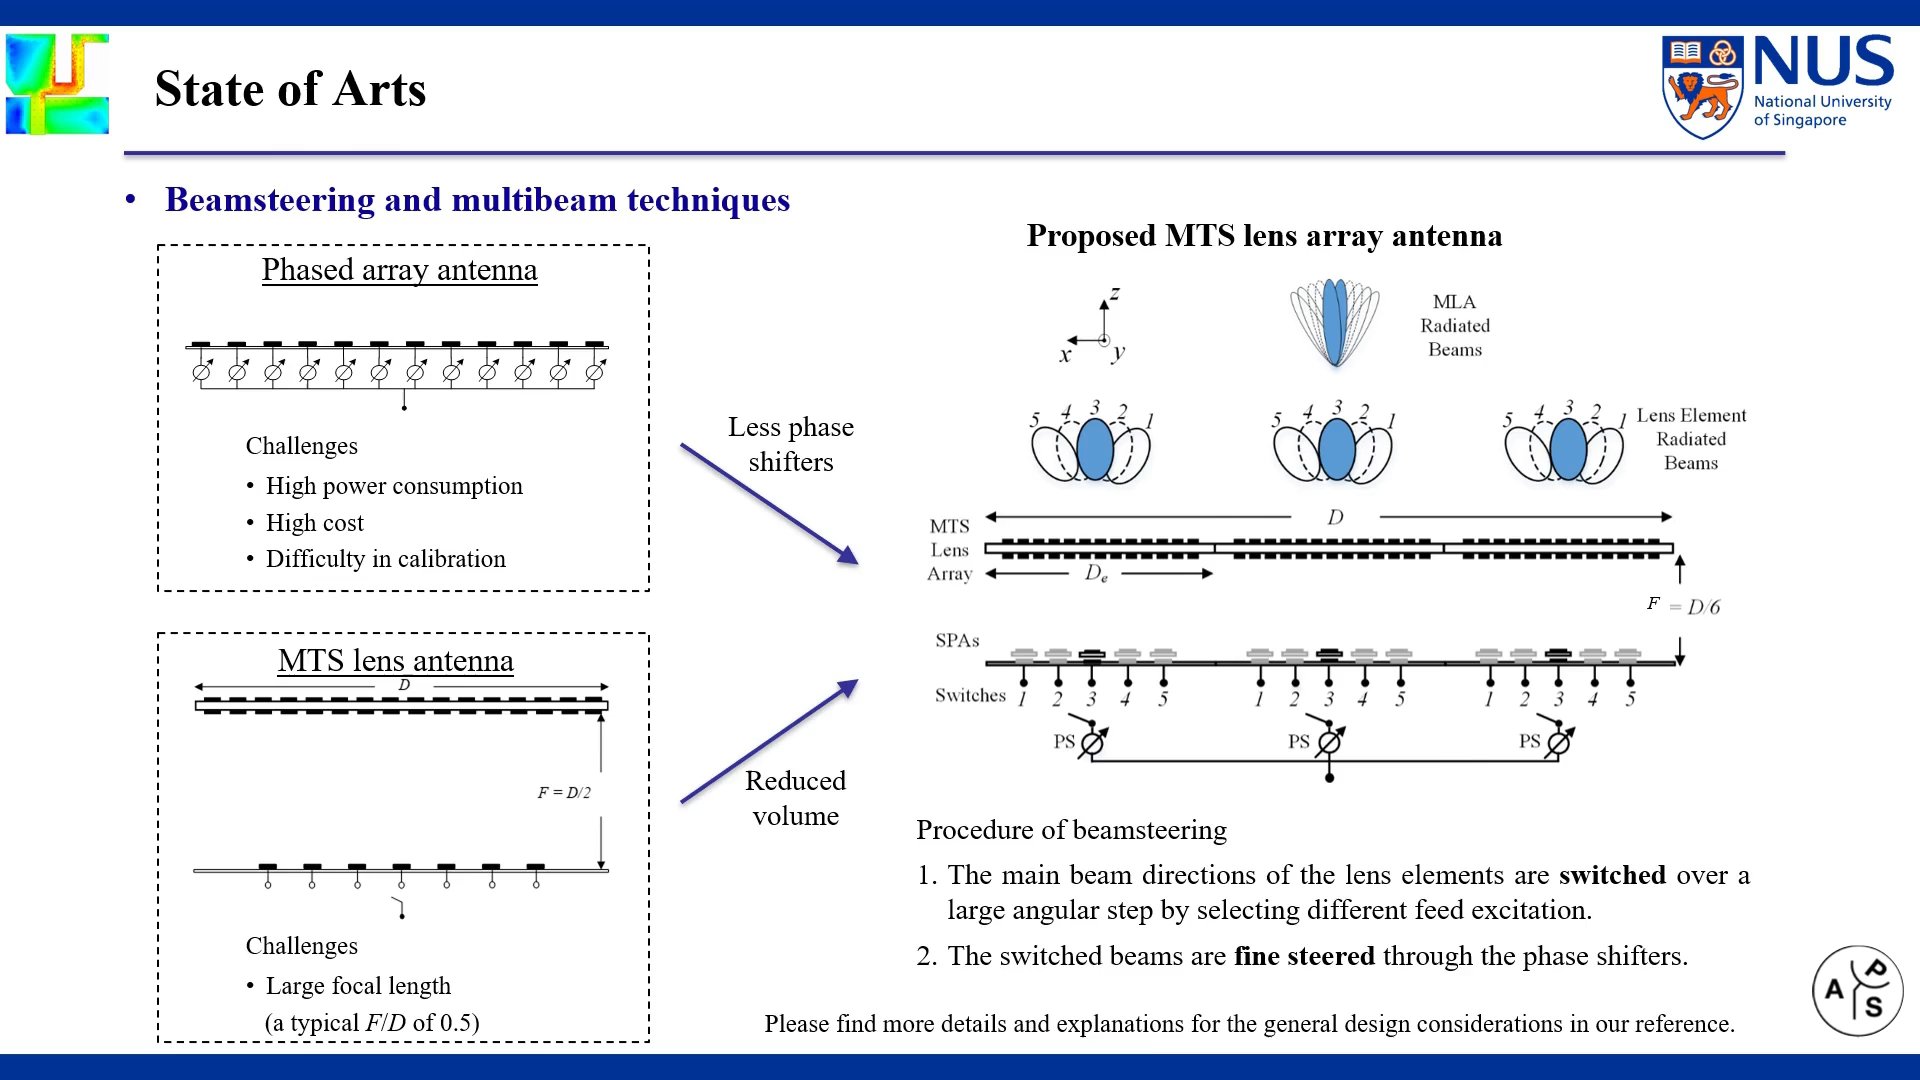 State of Arts
NUS
National University
of Singapore
• Beamsteering and multibeam techniques
Phased array antenna
Challenges
• High power consumption
• High cost
• Difficulty in calibration
MTS lens antenna
D
F = D/2
Challenges
• Large focal length
(a typical F/D of 0.5)
Less phase
shifters
Reduced
volume
Proposed MTS lens array antenna
z
x
y
MLA
Radiated
Beams
5 4 3 2 1
5 4 3 2 1
5 4 3 2 1
Lens Element
Radiated
Beams
D
MTS
Lens
Array
De
F = D/6
SPAs
Switches 1 2 3 4 5 1 2 3 4 5 1 2 3 4 5
PS PS PS
Procedure of beamsteering
1. The main beam directions of the lens elements are switched over a
large angular step by selecting different feed excitation.
2. The switched beams are fine steered through the phase shifters.
Please find more details and explanations for the general design considerations in our reference.
A P S